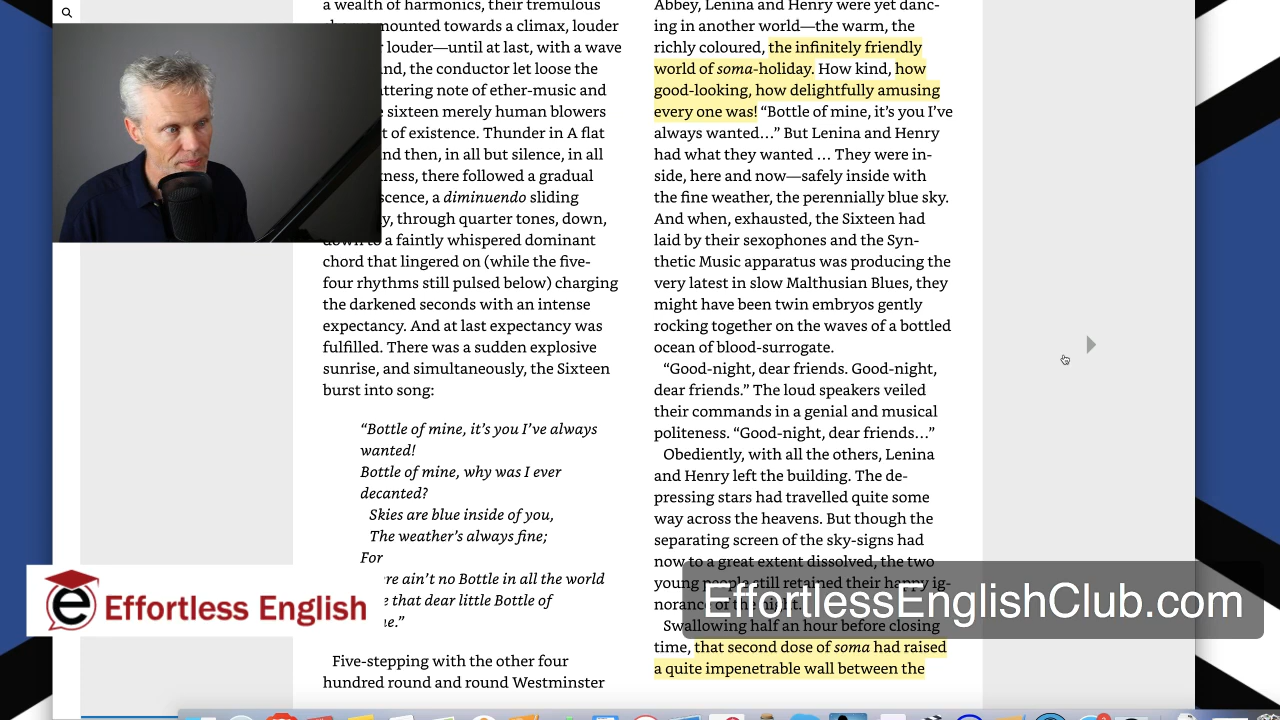 a wealth of harmonics, their tremulous
mounted towards a climax, louder
louder—until at last, with a wave
the conductor let loose the
note of ether-music and
sixteen merely human blowers
of existence. Thunder in A flat
then, in all but silence, in all
there followed a gradual
a diminuendo sliding
through quarter tones, down,
down to a faintly whispered dominant
chord that lingered on (while the five-
four rhythms still pulsed below) charging
the darkened seconds with an intense
expectancy. And at last expectancy was
fulfilled. There was a sudden explosive
sunrise, and simultaneously, the Sixteen
burst into song:
“Bottle of mine, it’s you I’ve always
wanted!
Bottle of mine, why was I ever
decanted?
Skies are blue inside of you,
The weather’s always fine;
For
ain’t no Bottle in all the world
that dear little Bottle of
Five-stepping with the other four
hundred round and round Westminster
Abbey, Lenina and Henry were yet danc-
ing in another world—the warm, the
richly coloured, the infinitely friendly
world of soma-holiday. How kind, how
good-looking, how delightfully amusing
every one was! “Bottle of mine, it’s you I’ve
always wanted…” But Lenina and Henry
had what they wanted … They were in-
side, here and now—safely inside with
the fine weather, the perennially blue sky.
And when, exhausted, the Sixteen had
laid by their sexophones and the Syn-
thetic Music apparatus was producing the
very latest in slow Malthusian Blues, they
might have been twin embryos gently
rocking together on the waves of a bottled
ocean of blood-surrogate.
“Good-night, dear friends. Good-night,
dear friends.” The loud speakers veiled
their commands in a genial and musical
politeness. “Good-night, dear friends…”
Obediently, with all the others, Lenina
and Henry left the building. The de-
pressing stars had travelled quite some
way across the heavens. But though the
separating screen of the sky-signs had
now to a great extent dissolved, the two
young people still retained their happy ig-
norance of the night.
Swallowing half an hour before closing
time, that second dose of soma had raised
a quite impenetrable wall between the
e Effortless English
EffortlessEnglishClub.com